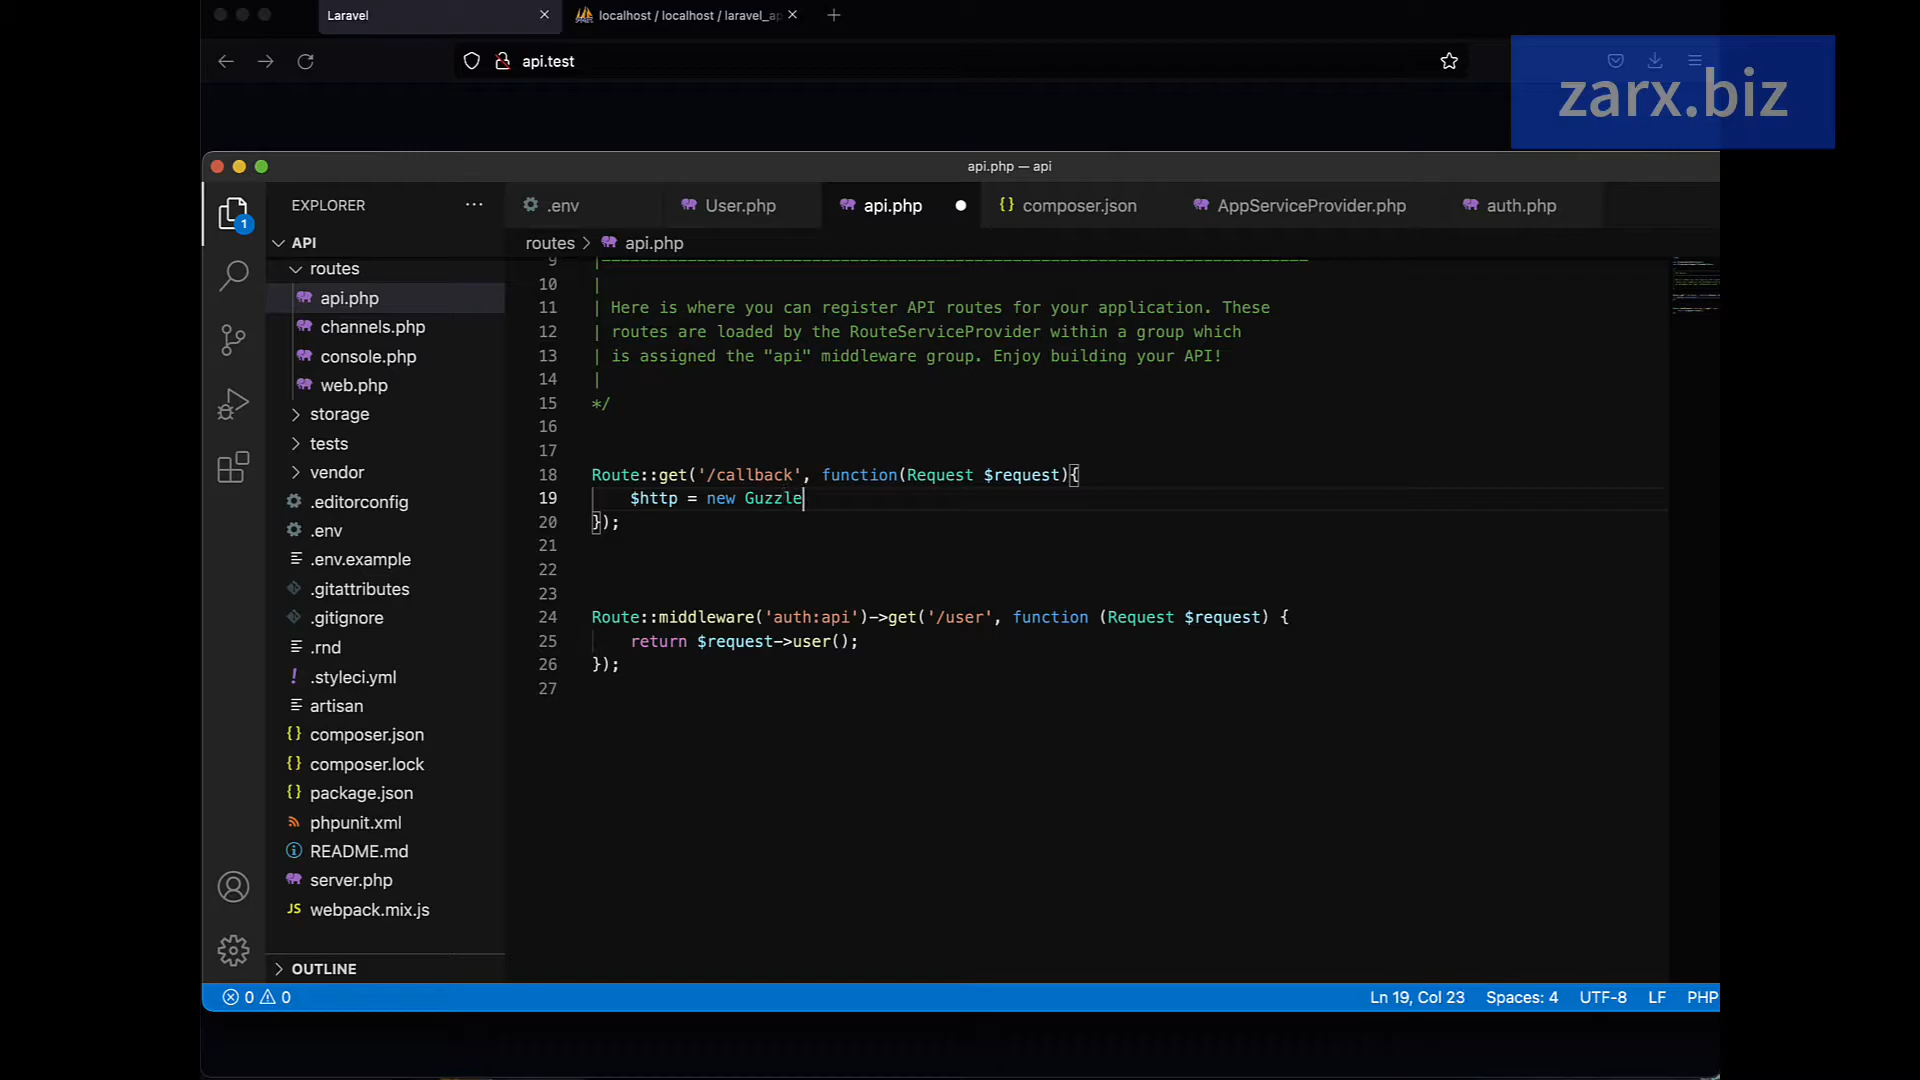 Laravel
localhost / localhost / laravel_ap
api.test
zarx.biz
api.php — api
EXPLORER
.env
User.php
api.php
composer.json
AppServiceProvider.php
auth.php
API
routes > api.php
routes
api.php
channels.php
console.php
web.php
storage
tests
vendor
.editorconfig
.env
.env.example
.gitattributes
.gitignore
.rnd
.styleci.yml
artisan
composer.json
composer.lock
package.json
phpunit.xml
README.md
server.php
webpack.mix.js
OUTLINE
1
9 |--------------------------------------------------------------------------
10 |
11 | Here is where you can register API routes for your application. These
12 | routes are loaded by the RouteServiceProvider within a group which
13 | is assigned the "api" middleware group. Enjoy building your API!
14 |
15 */
16
17
18 Route::get('/callback', function(Request $request){
19 $http = new Guzzle
20 });
21
22
23
24 Route::middleware('auth:api')->get('/user', function (Request $request) {
25 return $request->user();
26 });
27
0 0
Ln 19, Col 23
Spaces: 4
UTF-8
LF
PHP